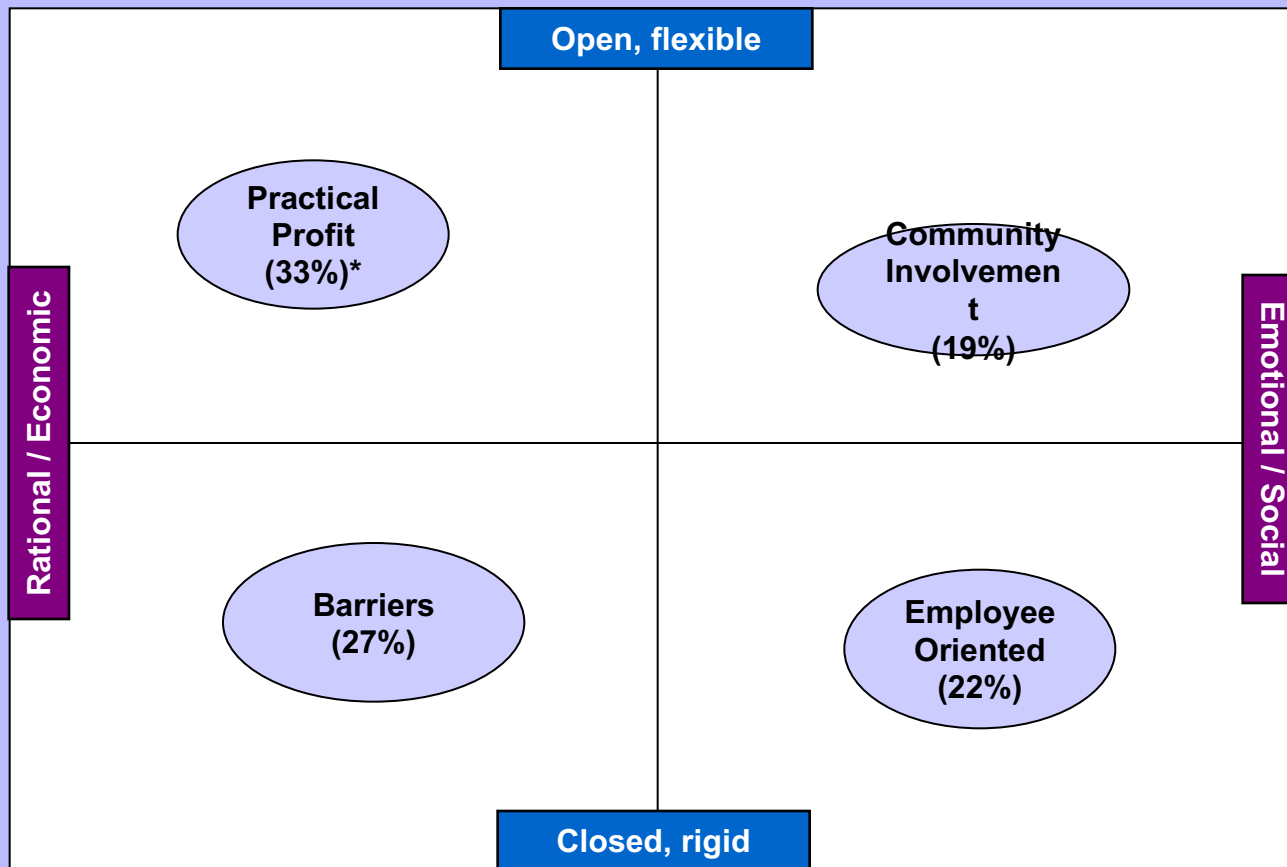 Open, flexible
Practical
Profit
(33%)*
Community
Involvemen
t
(19%)
Rational / Economic
Emotional / Social
Barriers
(27%)
Employee
Oriented
(22%)
Closed, rigid